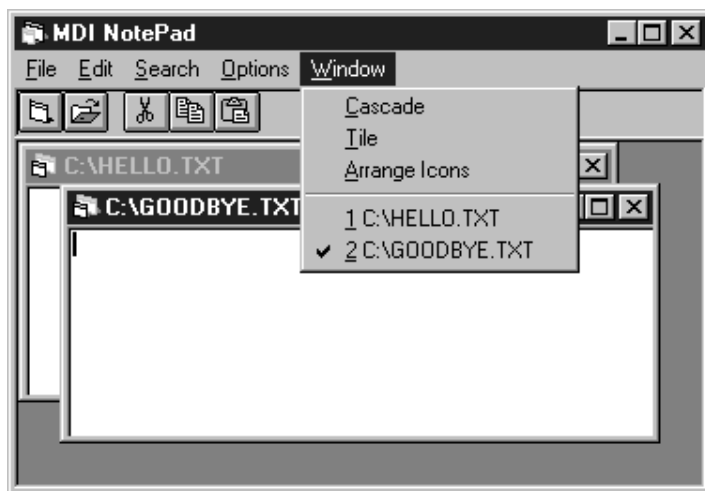 MDI NotePad
File Edit Search Options Window
Cascade
Tile
Arrange Icons
1 C:\HELLO.TXT
2 C:\GOODBYE.TXT
C:\HELLO.TXT
C:\GOODBYE.TXT